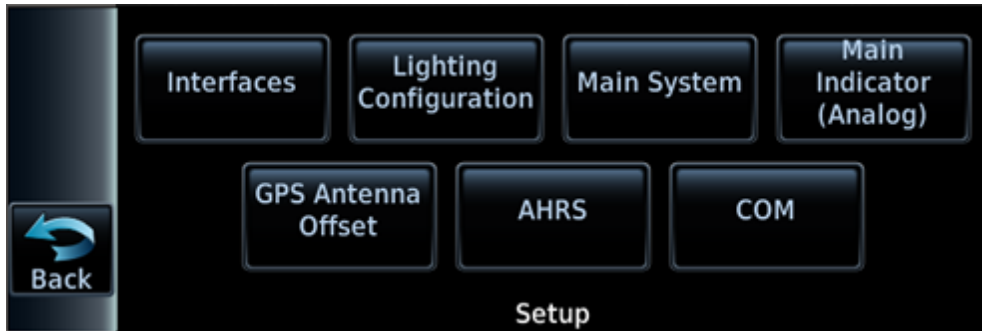 Interfaces
Lighting
Configuration
Main System
Main
Indicator
(Analog)
GPS Antenna
Offset
AHRS
COM
Back
Setup